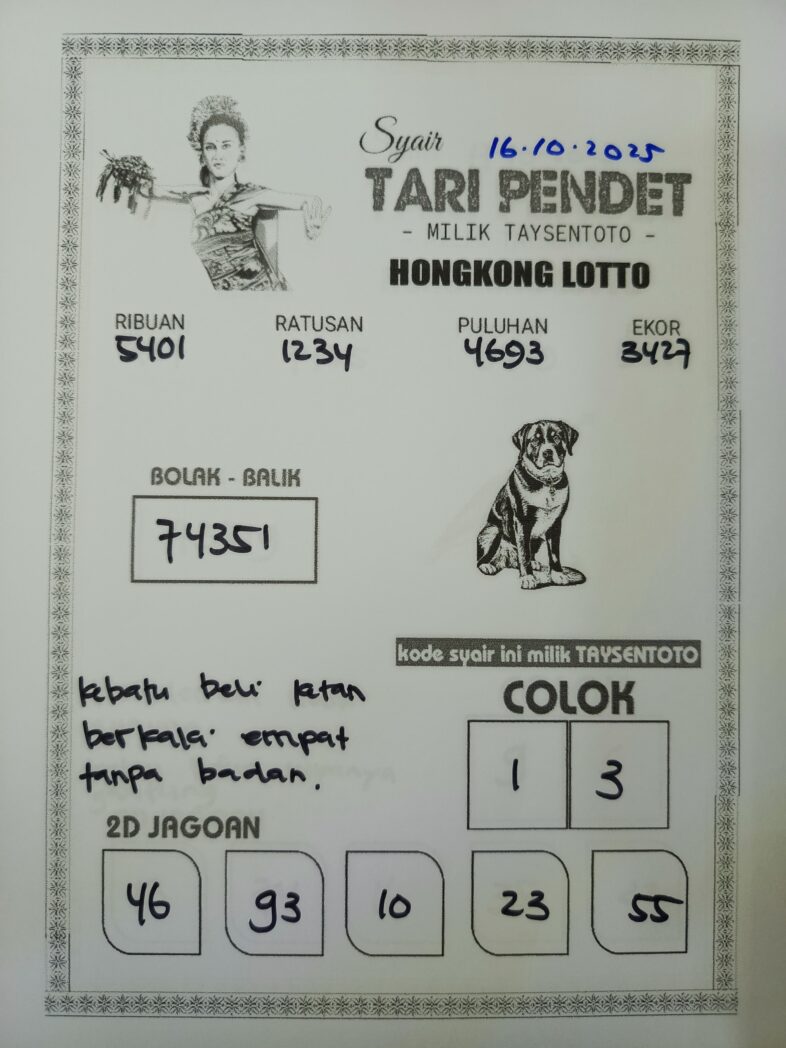 Syair 16.10.2025
TARI PENDET
- MILIK TAYSENTOTO -
HONGKONG LOTTO
RIBUAN RATUSAN PULUHAN EKOR
5401 1234 4693 3427
BOLAK - BALIK
74351
kode syair ini milik TAYSENTOTO
kebatu beli ketan
berkala empat
tanpa badan.
COLOK
1 3
2D JAGOAN
46 93 10 23 55